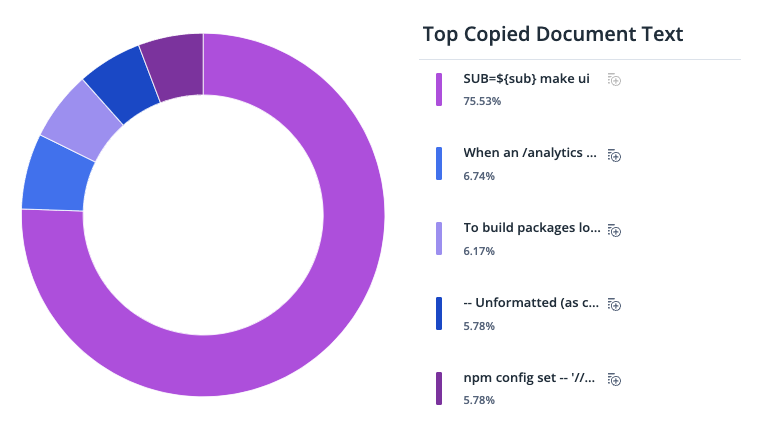 Top Copied Document Text
SUB=${sub} make ui
75.53%
When an /analytics ...
6.74%
To build packages lo...
6.17%
-- Unformatted (as c...
5.78%
npm config set -- '//...
5.78%